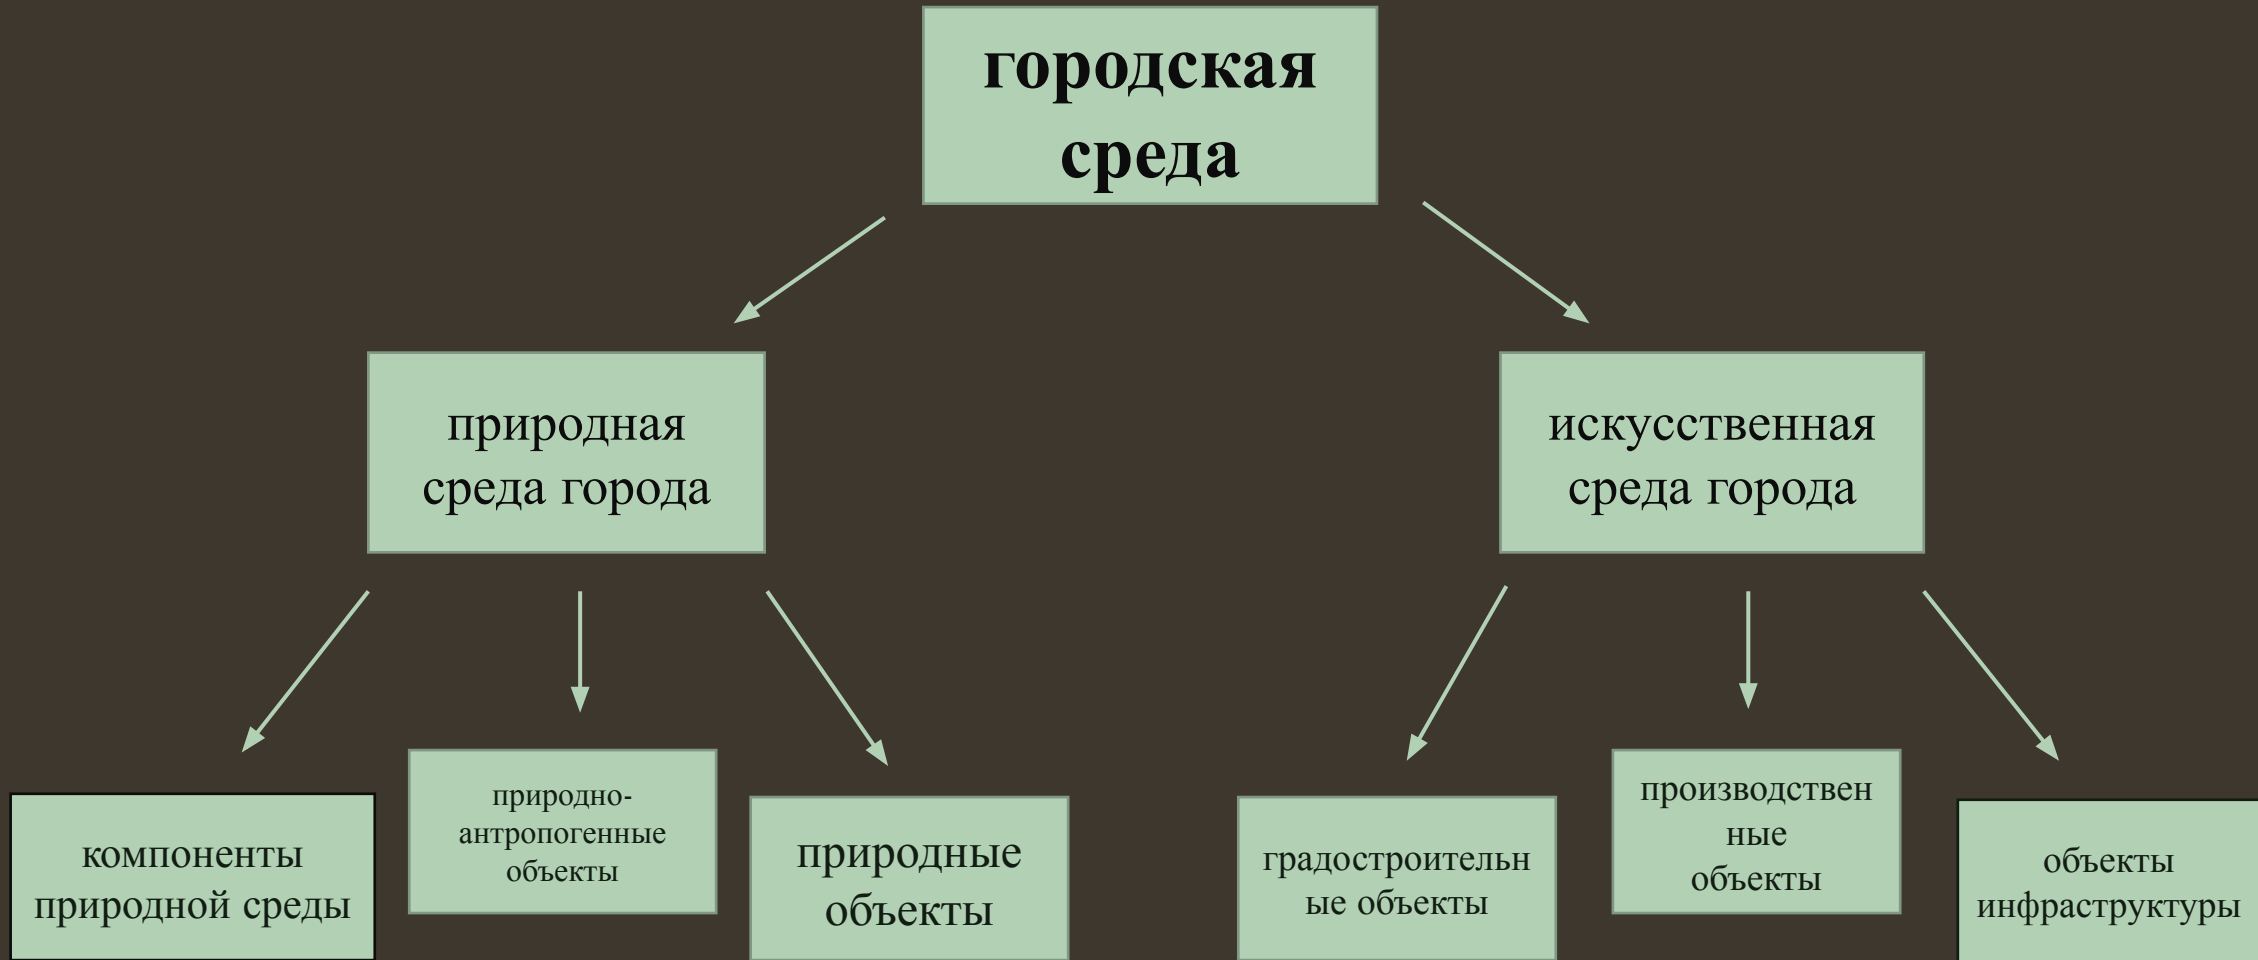 городская
среда
природная
среда города
искусственная
среда города
компоненты
природной среды
природно-
антропогенные
объекты
природные
объекты
градостроительн
ые объекты
производствен
ные
объекты
объекты
инфраструктуры